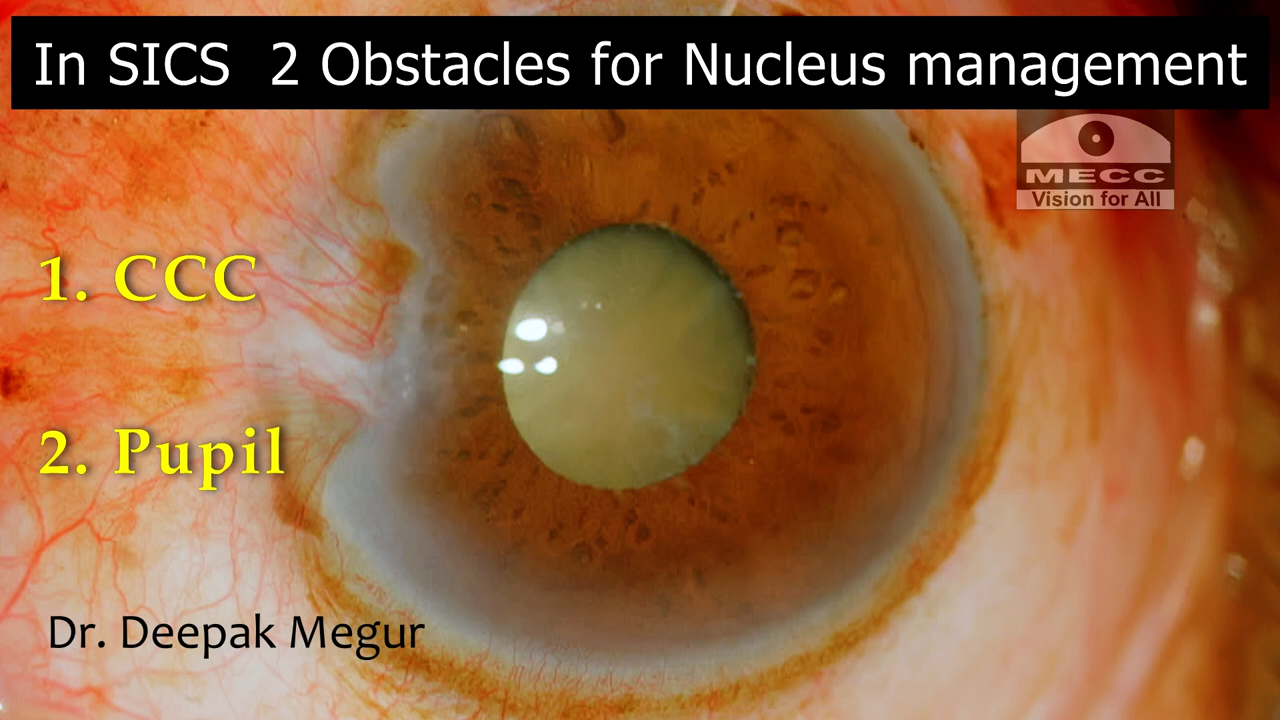 In SICS 2 Obstacles for Nucleus management
MECC
Vision for All
1. CCC
2. Pupil
Dr. Deepak Megur